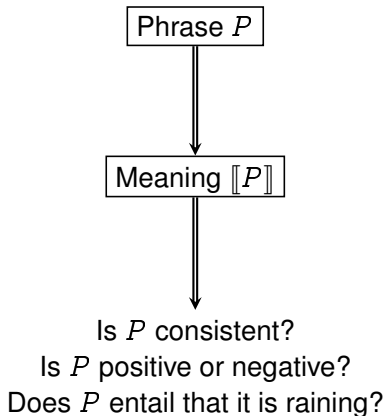 Phrase P
Meaning ⟦P⟧
Is P consistent?
Is P positive or negative?
Does P entail that it is raining?